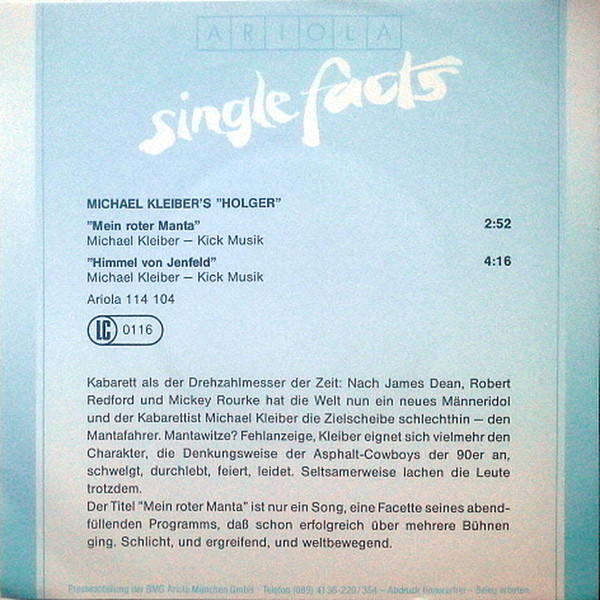 ARIOLA
single facts
MICHAEL KLEIBER'S "HOLGER"
"Mein roter Manta" 2:52
Michael Kleiber – Kick Musik
"Himmel von Jenfeld" 4:16
Michael Kleiber – Kick Musik
Ariola 114 104
LC 0116
Kabarett als der Drehzahlmesser der Zeit: Nach James Dean, Robert
Redford und Mickey Rourke hat die Welt nun ein neues Männeridol
und der Kabarettist Michael Kleiber die Zielscheibe schlechthin – den
Mantafahrer. Mantawitze? Fehlanzeige, Kleiber eignet sich vielmehr den
Charakter, die Denkungsweise der Asphalt-Cowboys der 90er an,
schwelgt, durchlebt, feiert, leidet. Seltsamerweise lachen die Leute
trotzdem.
Der Titel "Mein roter Manta" ist nur ein Song, eine Facette seines abend-
füllenden Programms, daß schon erfolgreich über mehrere Bühnen
ging. Schlicht, und ergreifend, und weltbewegend.
Presseabteilung der BMG Ariola München GmbH · Telefon (089) 41 36-220/354 – Abdruck honorarfrei – Beleg erbeten